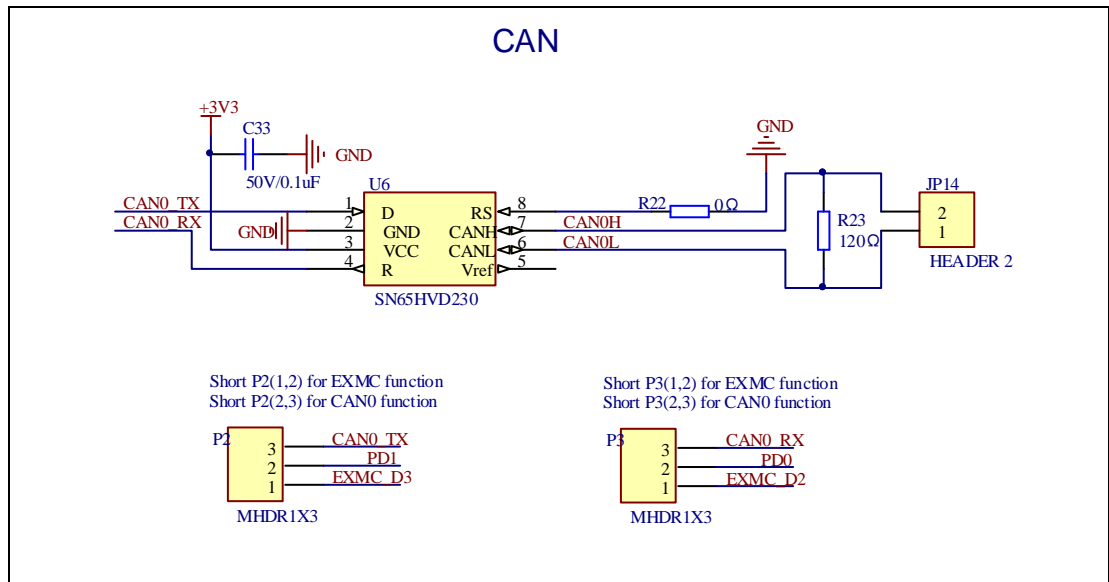 CAN
+3V3
C33
GND
50V/0.1uF
GND
U6
CAN0_TX
CAN0_RX
1
2
3
4
D
GND
VCC
R
RS
CANH
CANL
Vref
8
7
6
5
GND
SN65HVD230
R22
0Ω
CAN0H
CAN0L
R23
120Ω
JP14
2
1
HEADER 2
Short P2(1,2) for EXMC function
Short P2(2,3) for CAN0 function
P2
3
2
1
CAN0_TX
PD1
EXMC_D3
MHDR1X3
Short P3(1,2) for EXMC function
Short P3(2,3) for CAN0 function
P3
3
2
1
CAN0_RX
PD0
EXMC_D2
MHDR1X3